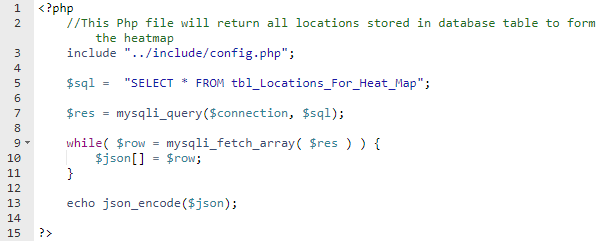 1 <?php
2 //This Php file will return all locations stored in database table to form
the heatmap
3 include "../include/config.php";
4
5 $sql = "SELECT * FROM tbl_Locations_For_Heat_Map";
6
7 $res = mysqli_query($connection, $sql);
8
9 while( $row = mysqli_fetch_array( $res ) ) {
10 $json[] = $row;
11 }
12
13 echo json_encode($json);
14
15 ?>